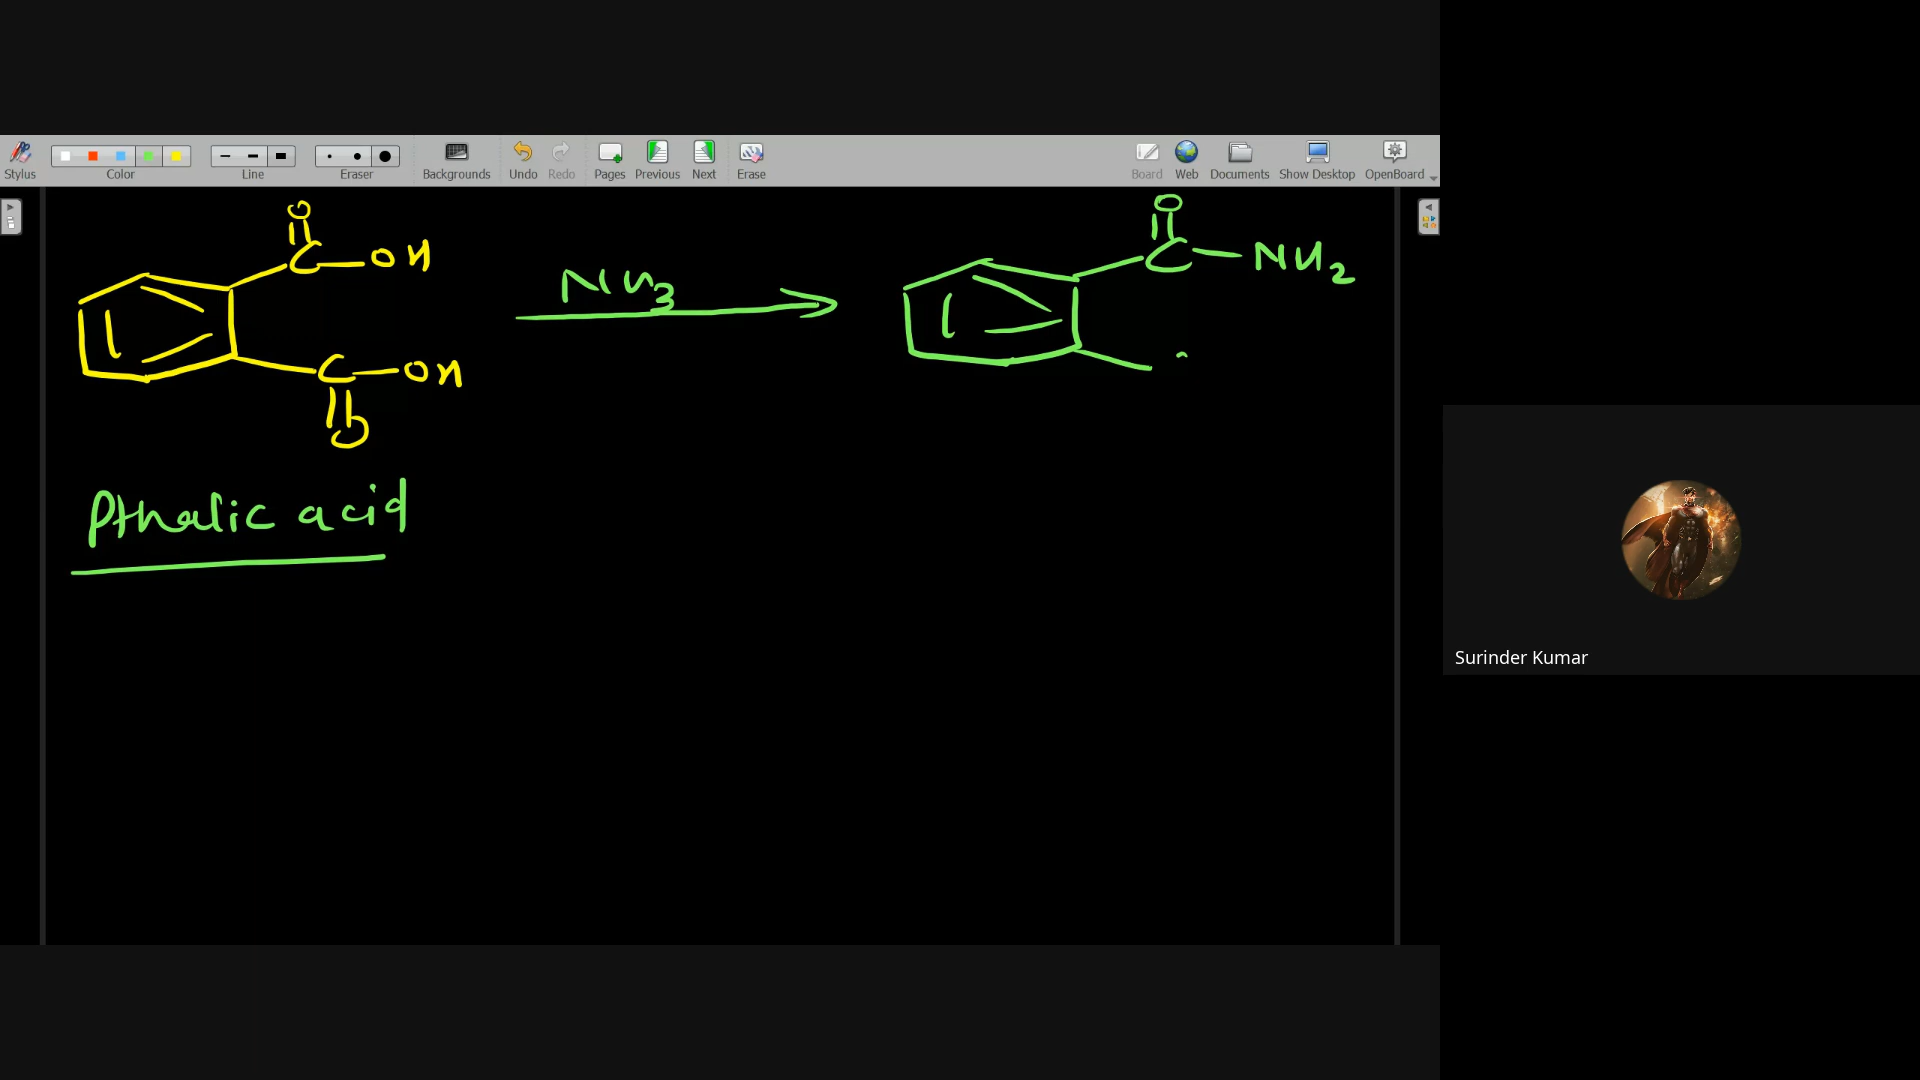 Stylus Color Line Eraser Backgrounds Undo Redo Pages Previous Next Erase Board Web Documents Show Desktop OpenBoard
O
C OH
C OH
O
NH3
O
C NH2
Pthalic acid
Surinder Kumar